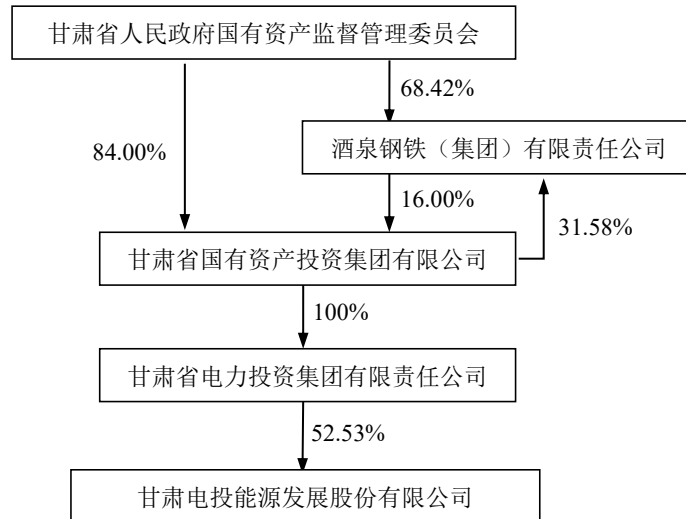 甘肃省人民政府国有资产监督管理委员会
68.42%
84.00%
酒泉钢铁（集团）有限责任公司
16.00%
31.58%
甘肃省国有资产投资集团有限公司
100%
甘肃省电力投资集团有限责任公司
52.53%
甘肃电投能源发展股份有限公司